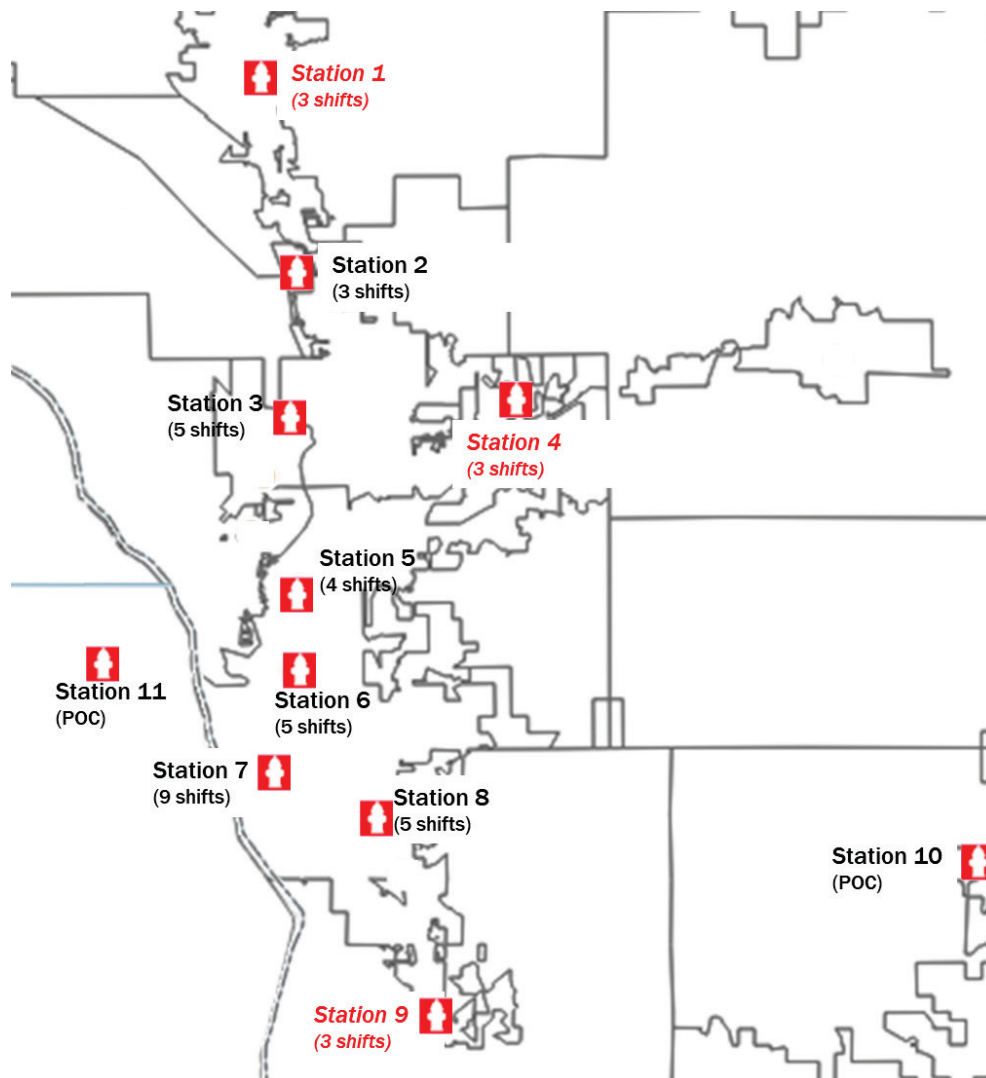 Station 1
(3 shifts)
Station 2
(3 shifts)
Station 3
(5 shifts)
Station 4
(3 shifts)
Station 5
(4 shifts)
Station 11
(POC)
Station 6
(5 shifts)
Station 7
(9 shifts)
Station 8
(5 shifts)
Station 10
(POC)
Station 9
(3 shifts)